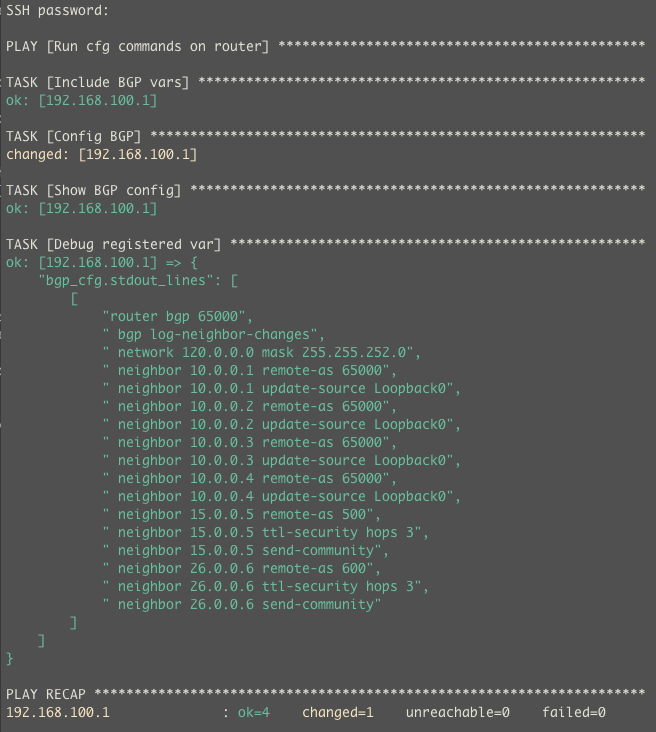 SSH password:
PLAY [Run cfg commands on router] **********************************************
TASK [Include BGP vars] ********************************************************
ok: [192.168.100.1]
TASK [Config BGP] **************************************************************
changed: [192.168.100.1]
TASK [Show BGP config] *********************************************************
ok: [192.168.100.1]
TASK [Debug registered var] ****************************************************
ok: [192.168.100.1] => {
    "bgp_cfg.stdout_lines": [
        [
            "router bgp 65000",
            " bgp log-neighbor-changes",
            " network 120.0.0.0 mask 255.255.252.0",
            " neighbor 10.0.0.1 remote-as 65000",
            " neighbor 10.0.0.1 update-source Loopback0",
            " neighbor 10.0.0.2 remote-as 65000",
            " neighbor 10.0.0.2 update-source Loopback0",
            " neighbor 10.0.0.3 remote-as 65000",
            " neighbor 10.0.0.3 update-source Loopback0",
            " neighbor 10.0.0.4 remote-as 65000",
            " neighbor 10.0.0.4 update-source Loopback0",
            " neighbor 15.0.0.5 remote-as 500",
            " neighbor 15.0.0.5 ttl-security hops 3",
            " neighbor 15.0.0.5 send-community",
            " neighbor 26.0.0.6 remote-as 600",
            " neighbor 26.0.0.6 ttl-security hops 3",
            " neighbor 26.0.0.6 send-community"
        ]
    ]
}
PLAY RECAP *********************************************************************
192.168.100.1              : ok=4    changed=1    unreachable=0    failed=0